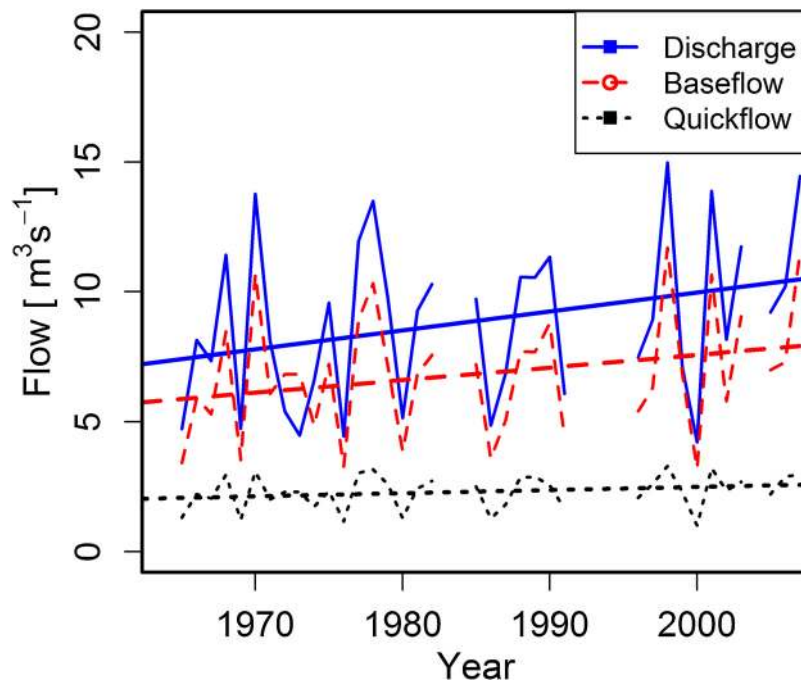 20
15
10
5
0
Flow [ m³s⁻¹ ]
Discharge
Baseflow
Quickflow
1970 1980 1990 2000
Year